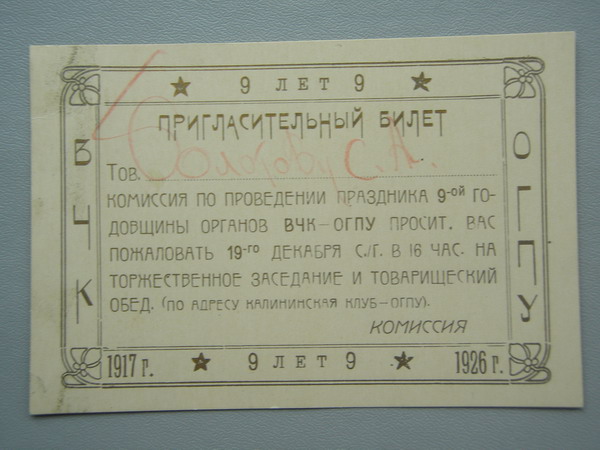 ★ 9 ЛЕТ 9 ★
ПРИГЛАСИТЕЛЬНЫЙ БИЛЕТ
ВЧК
ОГПУ
Тов. С. А.
КОМИССИЯ ПО ПРОВЕДЕНИИ ПРАЗДНИКА 9-ОЙ ГО-
ДОВЩИНЫ ОРГАНОВ ВЧК-ОГПУ ПРОСИТ. ВАС
ПОЖАЛОВАТЬ 19-ГО ДЕКАБРЯ С/Г. В 16 ЧАС. НА
ТОРЖЕСТВЕННОЕ ЗАСЕДАНИЕ И ТОВАРИЩЕСКИЙ
ОБЕД. (ПО АДРЕСУ КАЛИНИНСКАЯ КЛУБ-ОГПУ).
КОМИССИЯ
1917 г. ★ 9 ЛЕТ 9 ★ 1926 г.